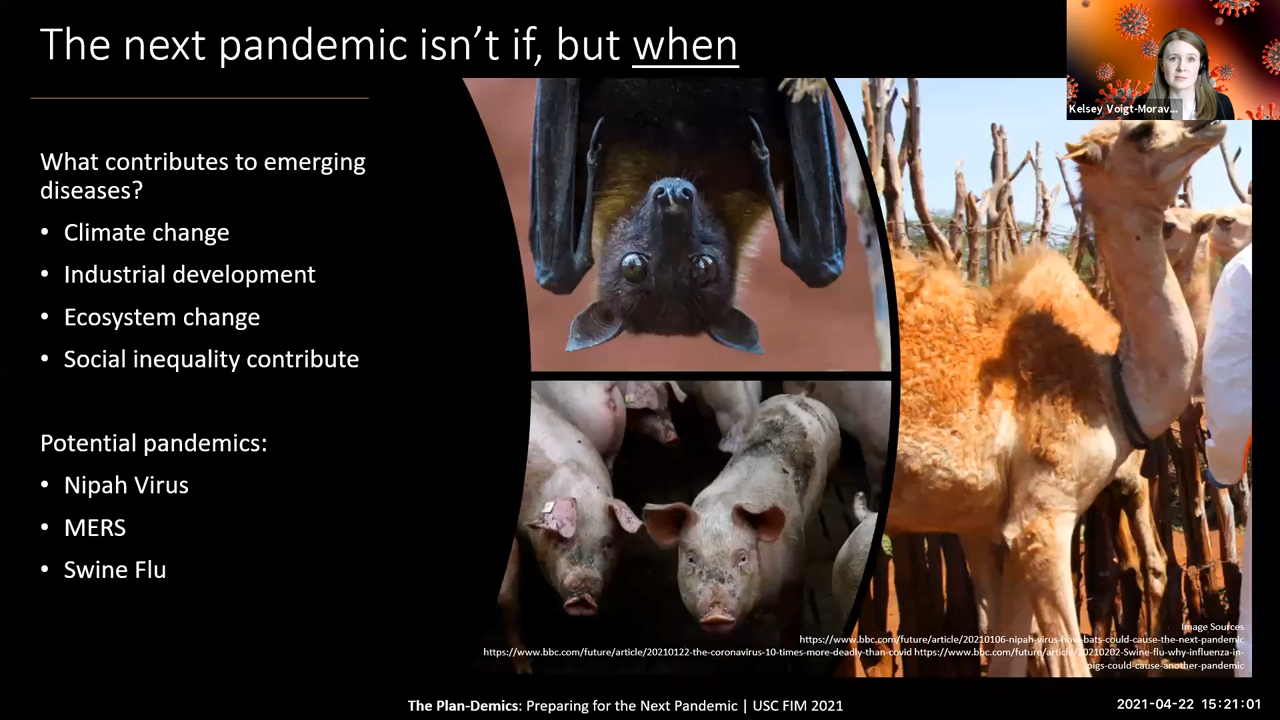 The next pandemic isn't if, but when
Kelsey Voigt-Morav...
What contributes to emerging
diseases?
• Climate change
• Industrial development
• Ecosystem change
• Social inequality contribute
Potential pandemics:
• Nipah Virus
• MERS
• Swine Flu
Image Sources
https://www.bbc.com/future/article/20210106-nipah-virus-how-bats-could-cause-the-next-pandemic
https://www.bbc.com/future/article/20210122-the-coronavirus-10-times-more-deadly-than-covid https://www.bbc.com/future/article/20210202-Swine-flu-why-influenza-in-
pigs-could-cause-another-pandemic
The Plan-Demics: Preparing for the Next Pandemic | USC FIM 2021
2021-04-22 15:21:01